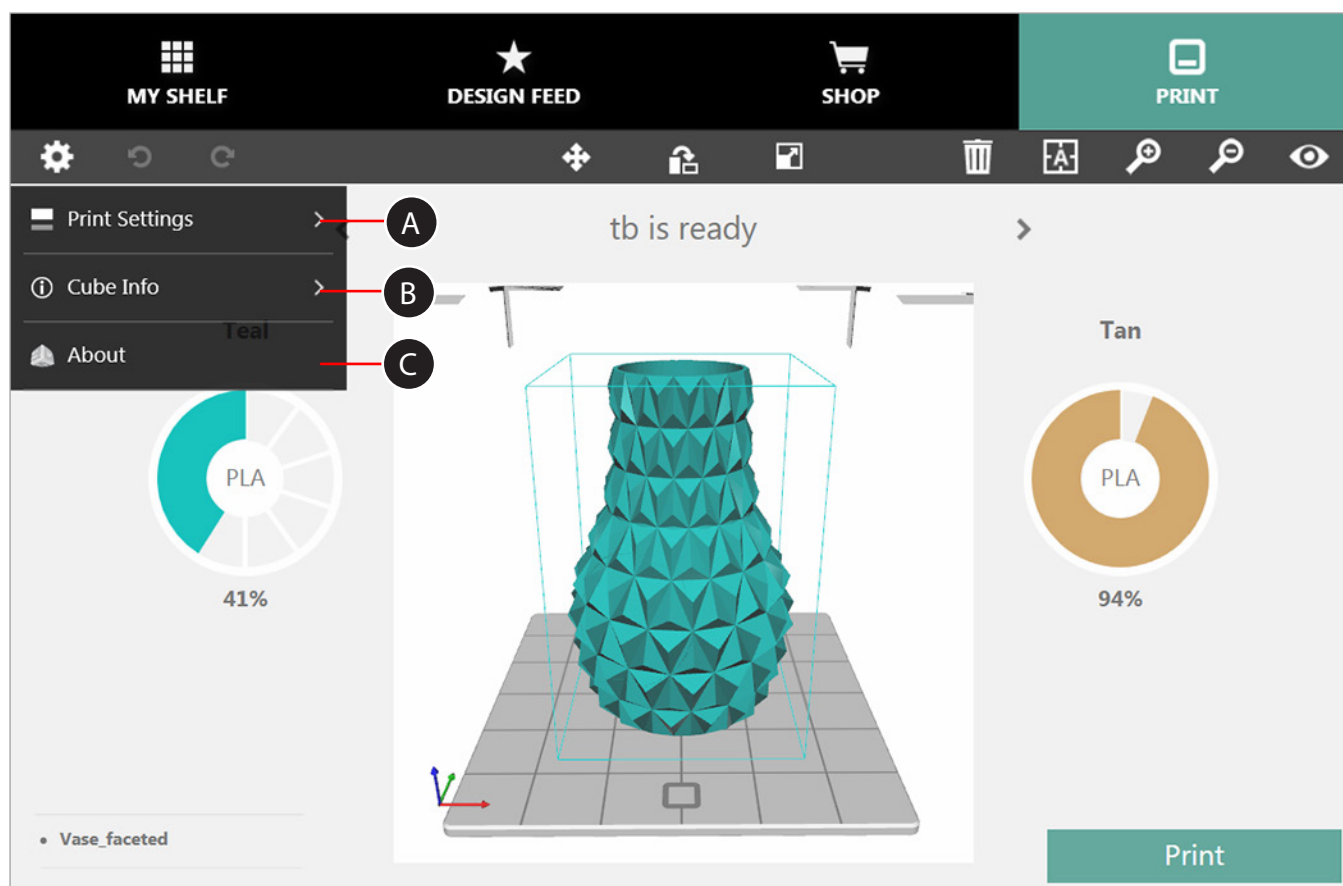 MY SHELF
DESIGN FEED
SHOP
PRINT
A
Print Settings
A
tb is ready
Cube Info
B
Teal
Tan
About
C
PLA
PLA
41%
94%
Vase_faceted
Print